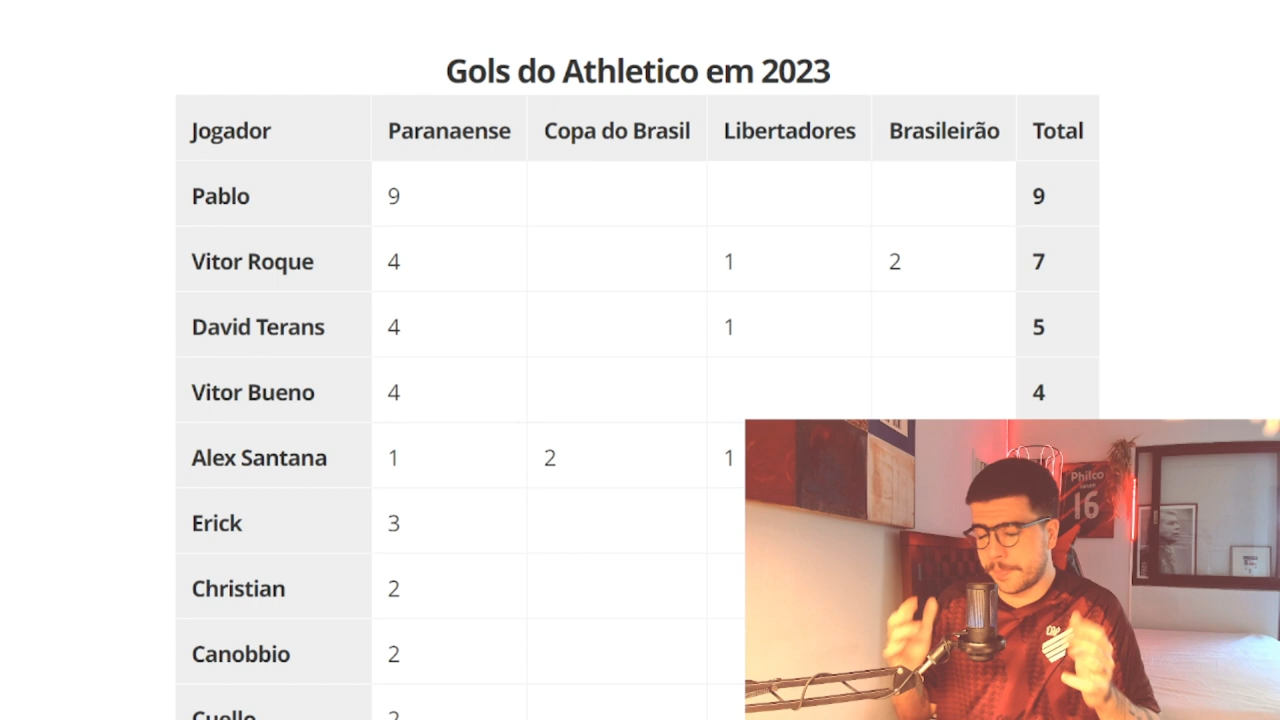 Gols do Athletico em 2023
Jogador Paranaense Copa do Brasil Libertadores Brasileirão Total
Pablo 9 9
Vitor Roque 4 1 2 7
David Terans 4 1 5
Vitor Bueno 4 4
Alex Santana 1 2 1
Erick 3
Christian 2
Canobbio 2
Cuello 2
Philco
16